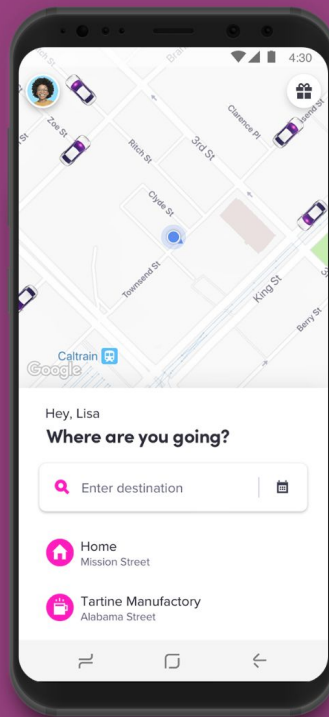 4:30
Zoe St
Ritch St
Clarence Pl
3rd St
Clyde St
Townsend St
King St
Berry St
Caltrain
Google
Hey, Lisa
Where are you going?
Enter destination
Home
Mission Street
Tartine Manufactory
Alabama Street